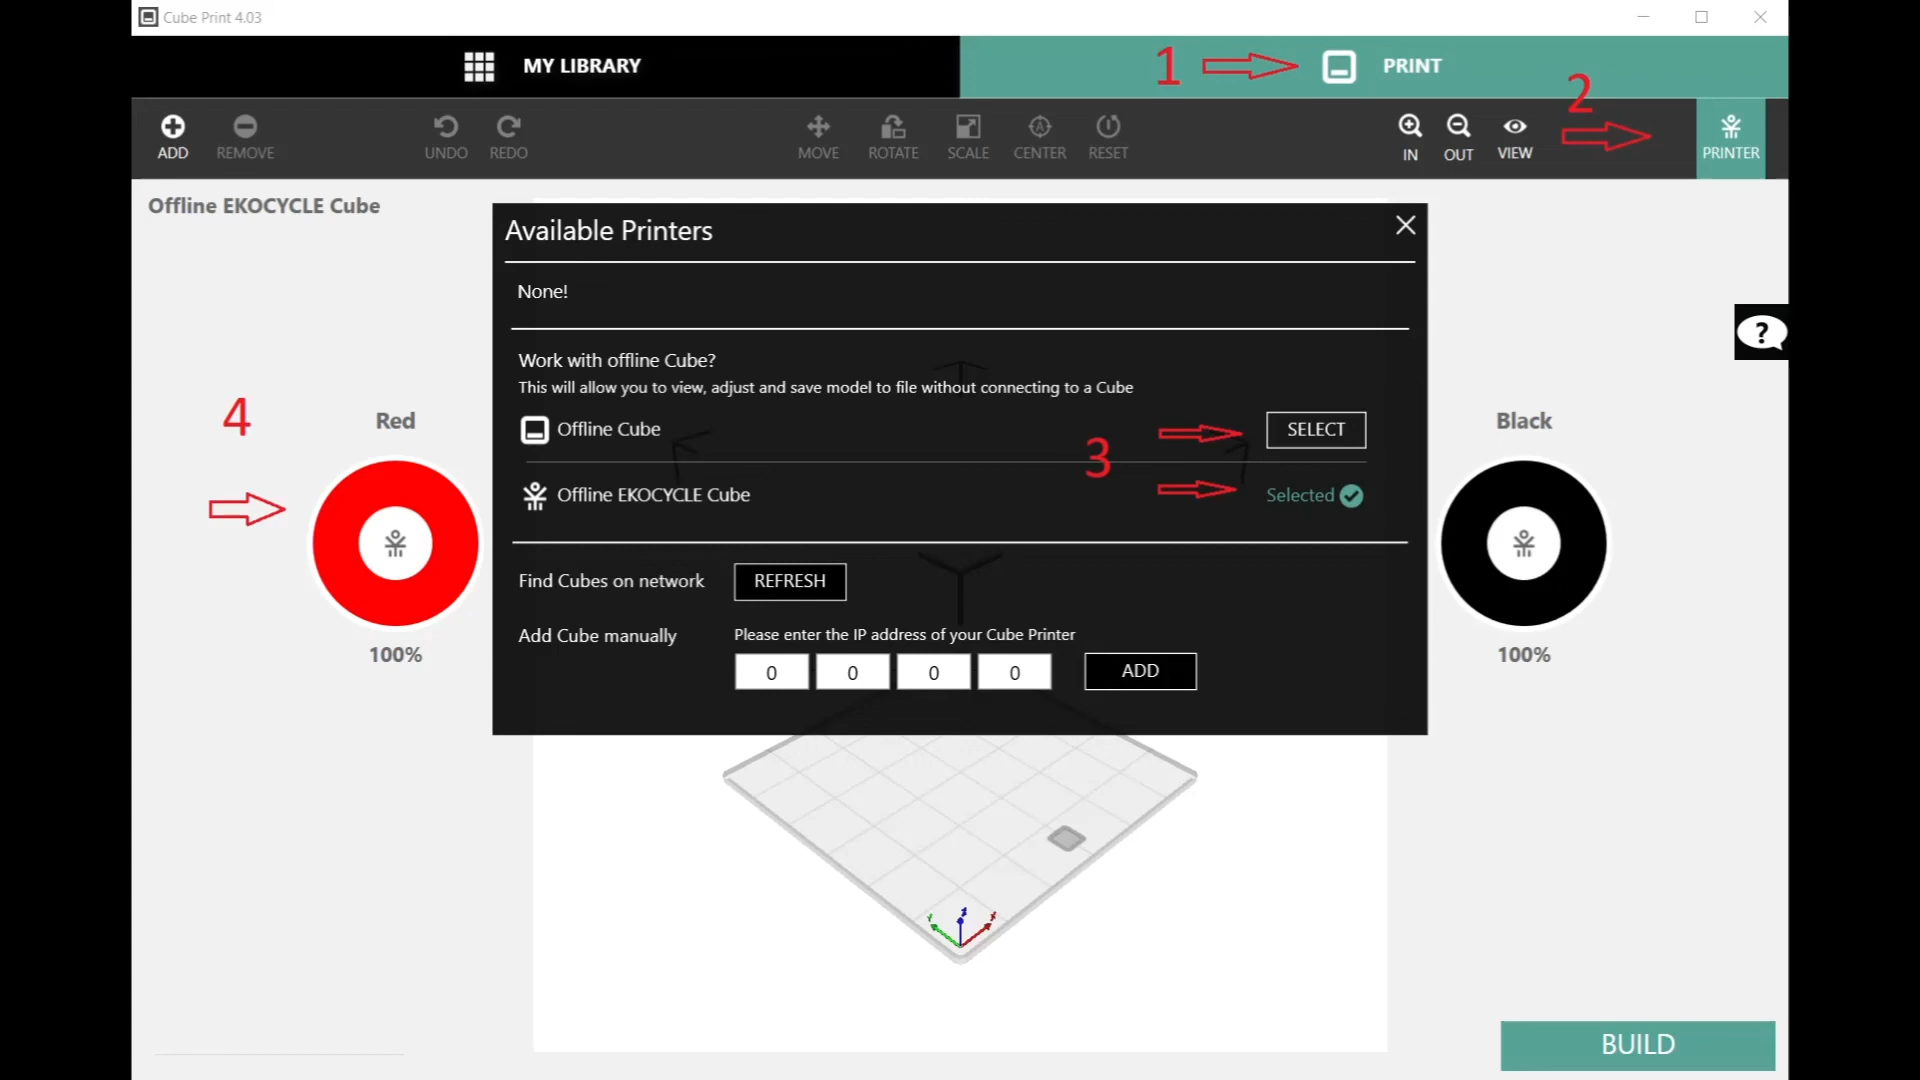 Cube Print 4.03
MY LIBRARY
1
PRINT
2
ADD
REMOVE
UNDO
REDO
MOVE
ROTATE
SCALE
CENTER
RESET
IN
OUT
VIEW
PRINTER
Offline EKOCYCLE Cube
Available Printers
None!
?
Work with offline Cube?
This will allow you to view, adjust and save model to file without connecting to a Cube
Offline Cube
SELECT
3
Offline EKOCYCLE Cube
Selected
4
Red
100%
Black
100%
Find Cubes on network
REFRESH
Add Cube manually
Please enter the IP address of your Cube Printer
0 0 0 0
ADD
BUILD